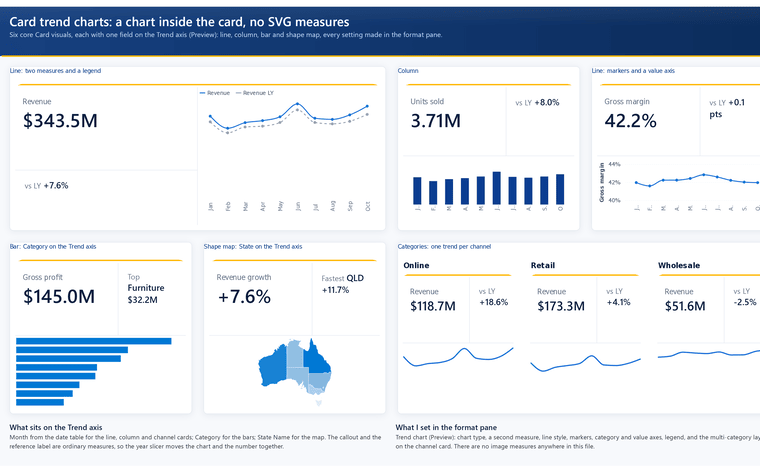 Card trend charts: a chart inside the card, no SVG measures
Six core Card visuals, each with one field on the Trend axis (Preview): line, column, bar and shape map, every setting made in the format pane.
Line: two measures and a legend
Column
Line: markers and a value axis
Revenue
$343.5M
vs LY +7.6%
Revenue Revenue LY
Jan Feb Mar Apr May Jun Jul Aug Sep Oct
Units sold
3.71M
vs LY +8.0%
J.. F.. M.. A.. M.. J.. J.. A.. S.. O..
Gross margin
42.2%
vs LY +0.1
pts
Gross margin
44%
42%
40%
J.. F.. M.. A.. M.. J.. J.. A.. S.. O..
Bar: Category on the Trend axis
Shape map: State on the Trend axis
Categories: one trend per channel
Gross profit
$145.0M
Top
Furniture
$32.2M
Revenue growth
+7.6%
Fastest QLD
+11.7%
Online
Retail
Wholesale
Revenue
$118.7M
vs LY
+18.6%
Revenue
$173.3M
vs LY
+4.1%
Revenue
$51.6M
vs LY
-2.5%
What sits on the Trend axis
Month from the date table for the line, column and channel cards; Category for the bars; State Name for the map. The callout and the
reference label are ordinary measures, so the year slicer moves the chart and the number together.
What I set in the format pane
Trend chart (Preview): chart type, a second measure, line style, markers, category and value axes, legend, and the multi-category lay
on the channel card. There are no image measures anywhere in this file.